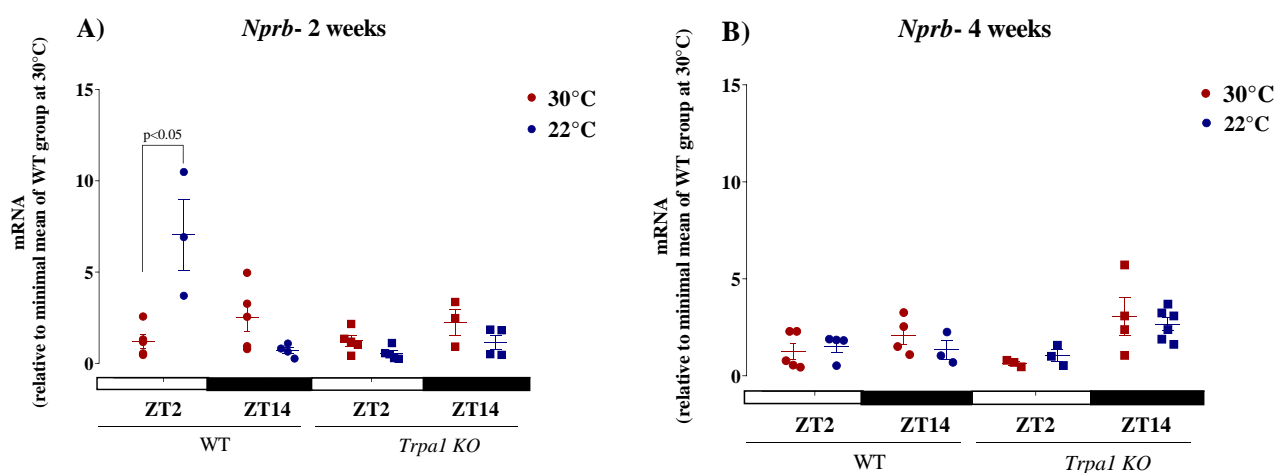 A)
Nprb- 2 weeks
mRNA
(relative to minimal mean of WT group at 30°C)
15
10
5
0
p<0.05
30°C
22°C
ZT2
ZT14
ZT2
ZT14
WT
Trpa1 KO
B)
Nprb- 4 weeks
mRNA
(relative to minimal mean of WT group at 30°C)
15
10
5
0
30°C
22°C
ZT2
ZT14
ZT2
ZT14
WT
Trpa1 KO